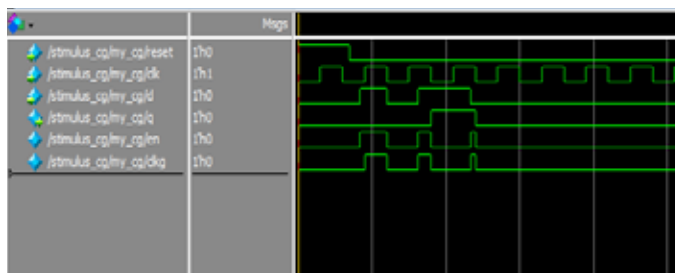 Msgs
/stimulus_cg/my_cg/reset 1'h0
/stimulus_cg/my_cg/clk 1'h1
/stimulus_cg/my_cg/d 1'h0
/stimulus_cg/my_cg/q 1'h0
/stimulus_cg/my_cg/en 1'h0
/stimulus_cg/my_cg/clkg 1'h0